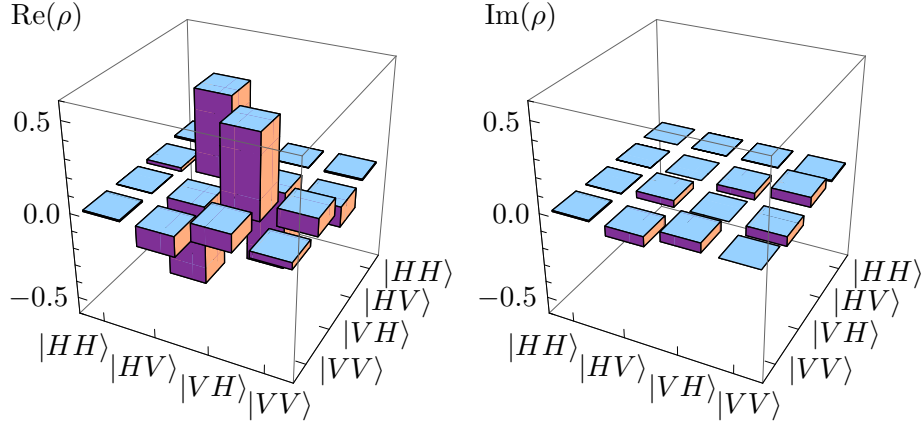 Re(ρ)
0.5
0.0
−0.5
|HH⟩
|HV⟩
|VH⟩
|VV⟩
|HH⟩
|HV⟩
|VH⟩
|VV⟩
Im(ρ)
0.5
0.0
−0.5
|HH⟩
|HV⟩
|VH⟩
|VV⟩
|HH⟩
|HV⟩
|VH⟩
|VV⟩